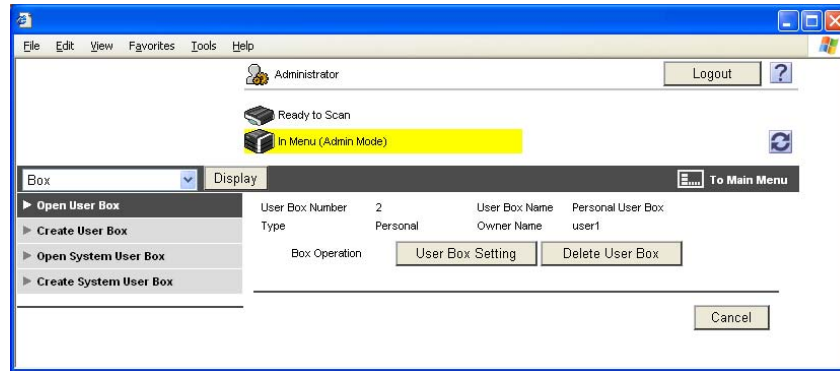 File Edit View Favorites Tools Help
Administrator Logout ?
Ready to Scan
In Menu (Admin Mode)
Box Display To Main Menu
Open User Box
Create User Box
Open System User Box
Create System User Box
User Box Number 2 User Box Name Personal User Box
Type Personal Owner Name user1
Box Operation User Box Setting Delete User Box
Cancel